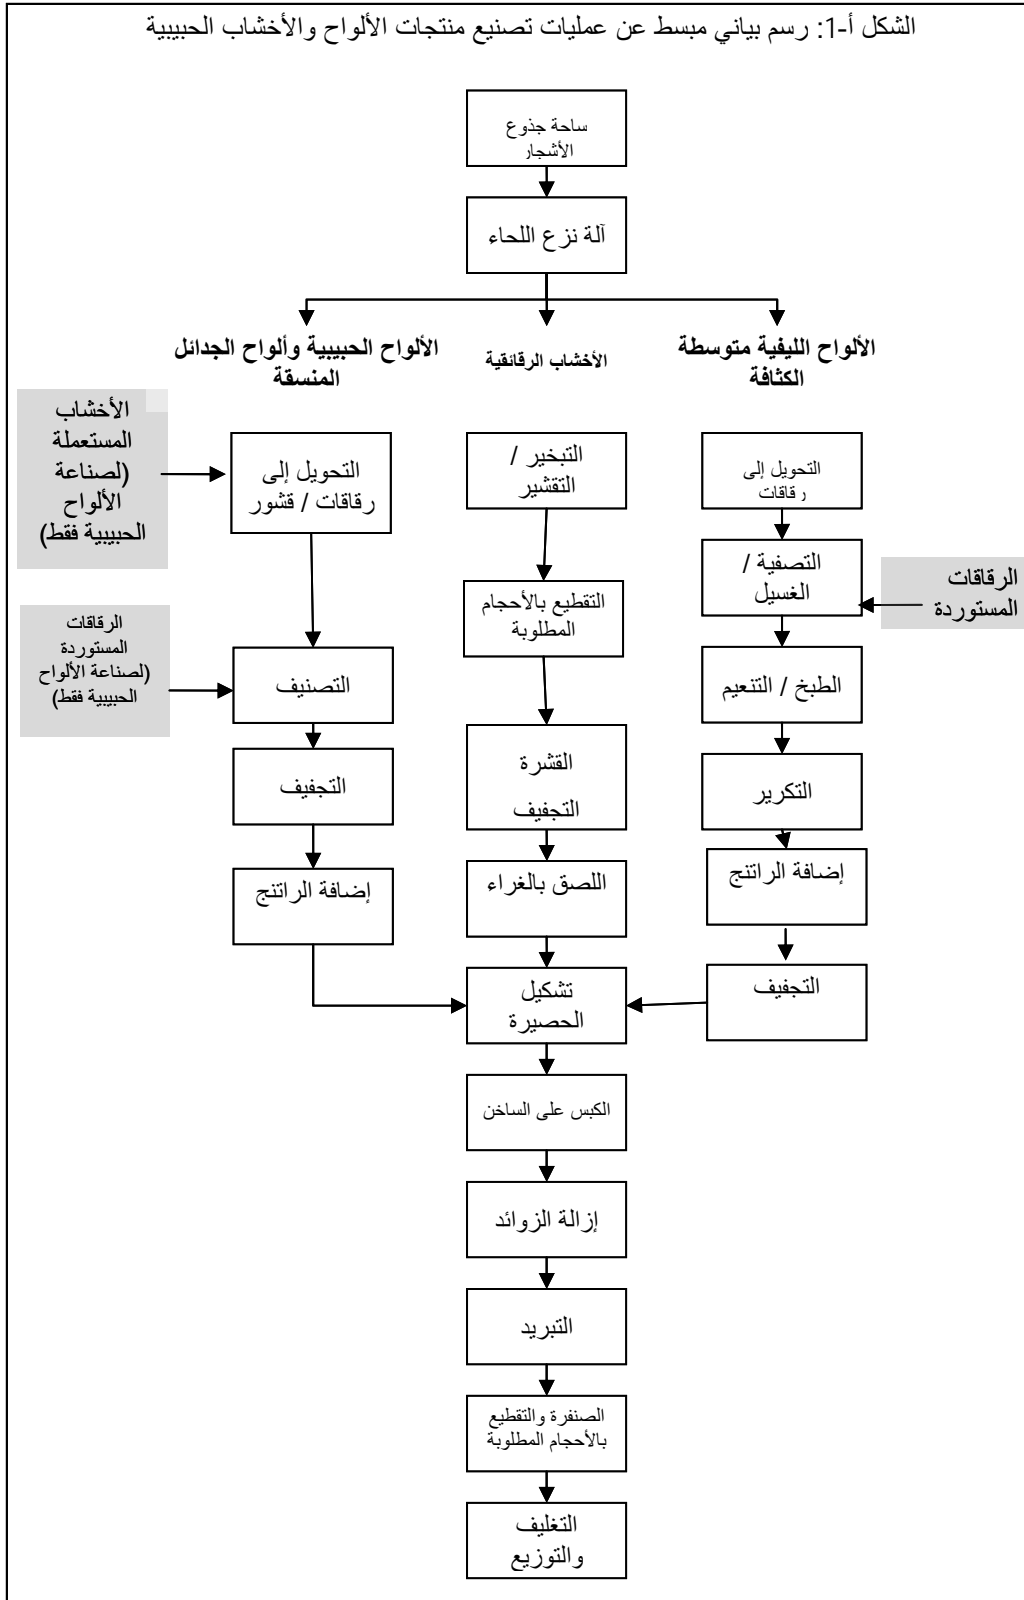 الشكل أ-1: رسم بياني مبسط عن عمليات تصنيع منتجات الألواح والأخشاب الحبيبية
ساحة جذوع
الأشجار
آلة نزع اللحاء
الألواح الليفية متوسطة
الكثافة
الأخشاب الرقائقية
الألواح الحبيبية وألواح الجدائل
المنسقة
التحويل إلى
رقاقات
التصفية /
الغسيل
الرقاقات
المستوردة
الطبخ / التنعيم
التكرير
إضافة الراتنج
التجفيف
التبخير /
التقشير
التقطيع بالأحجام
المطلوبة
القشرة
التجفيف
اللصق بالغراء
الأخشاب
المستعملة
(لصناعة
الألواح
الحبيبية فقط)
التحويل إلى
رقاقات / قشور
الرقاقات
المستوردة
(لصناعة الألواح
الحبيبية فقط)
التصنيف
التجفيف
إضافة الراتنج
تشكيل
الحصيرة
الكبس على الساخن
إزالة الزوائد
التبريد
الصنفرة والتقطيع
بالأحجام المطلوبة
التغليف
والتوزيع